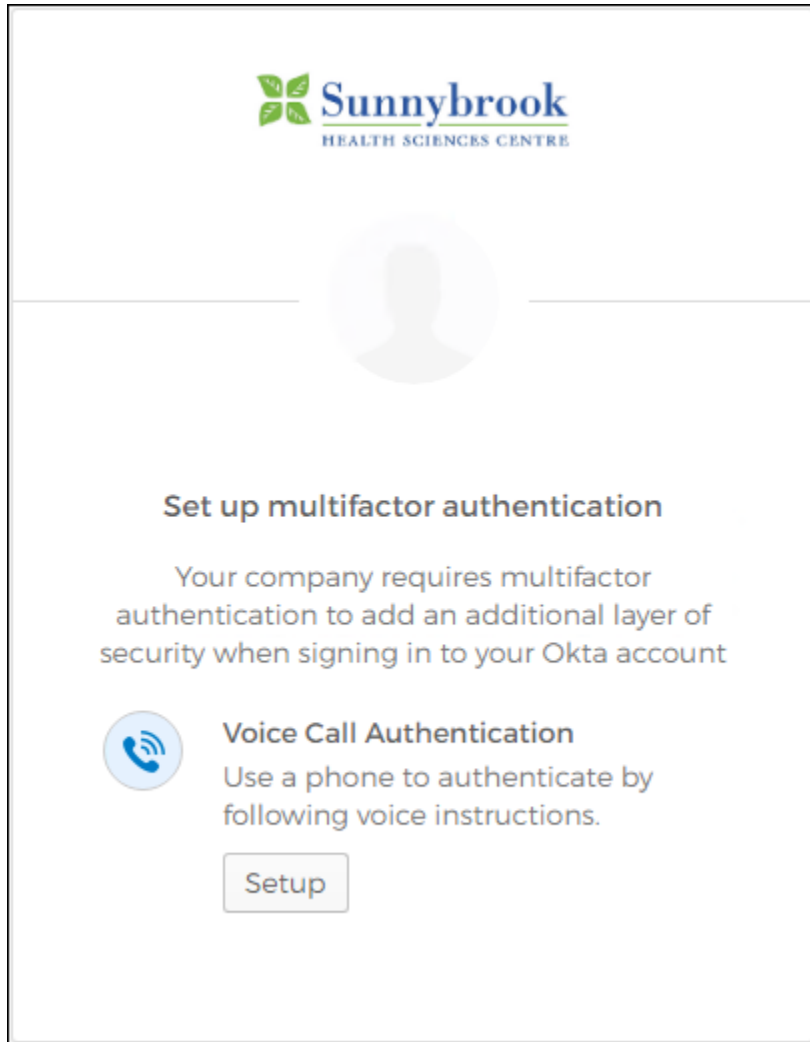 Sunnybrook
HEALTH SCIENCES CENTRE
Set up multifactor authentication
Your company requires multifactor
authentication to add an additional layer of
security when signing in to your Okta account
Voice Call Authentication
Use a phone to authenticate by
following voice instructions.
Setup